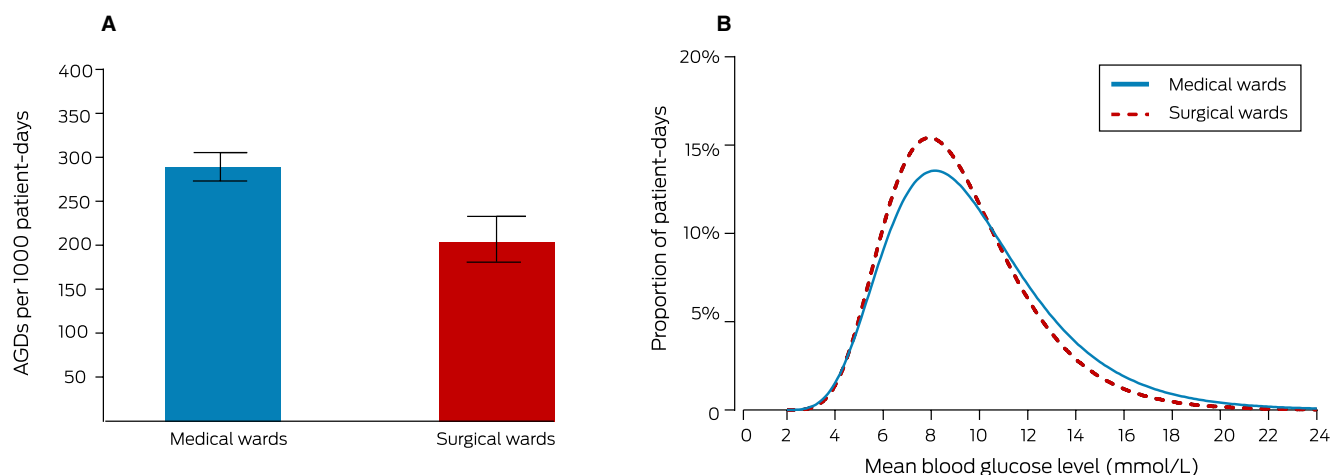 A
AGDs per 1000 patient-days
400
350
300
250
200
150
100
50
Medical wards
Surgical wards
B
Proportion of patient-days
20%
15%
10%
5%
0
Medical wards
Surgical wards
0 2 4 6 8 10 12 14 16 18 20 22 24
Mean blood glucose level (mmol/L)